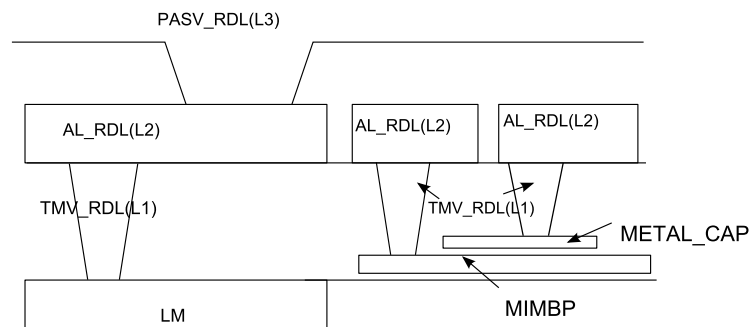 PASV_RDL(L3)
AL_RDL(L2)
AL_RDL(L2)
AL_RDL(L2)
TMV_RDL(L1)
TMV_RDL(L1)
METAL_CAP
MIMBP
LM